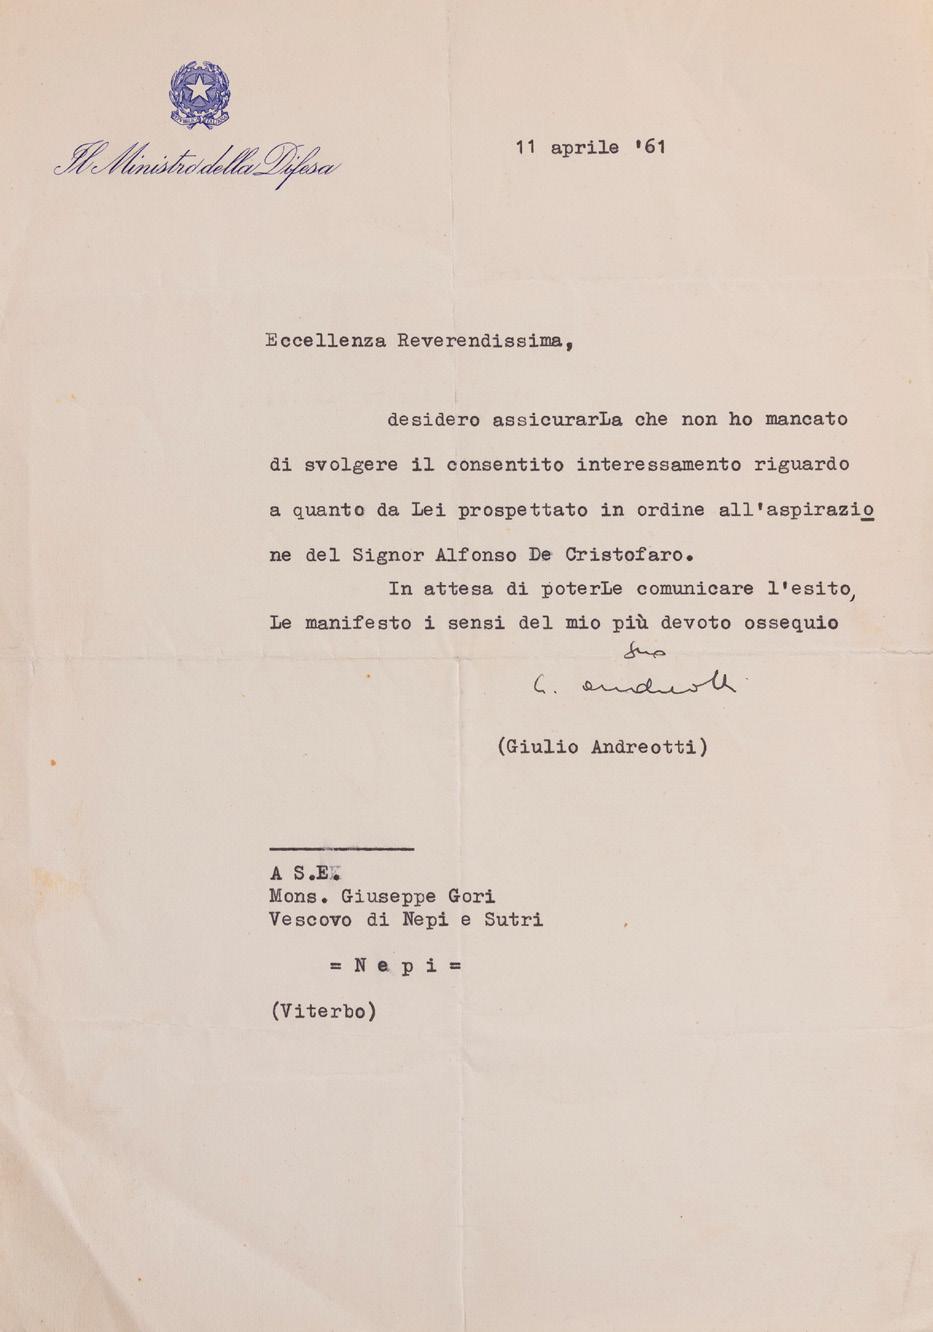 Il Ministro della Difesa
11 aprile '61
Eccellenza Reverendissima,
desidero assicurarLa che non ho mancato
di svolgere il consentito interessamento riguardo
a quanto da Lei prospettato in ordine all'aspirazio
ne del Signor Alfonso De Cristofaro.
In attesa di poterLe comunicare l'esito,
Le manifesto i sensi del mio più devoto ossequio
Suo
G. Andreotti
(Giulio Andreotti)
A S.E.
Mons. Giuseppe Gori
Vescovo di Nepi e Sutri
= N e p i =
(Viterbo)